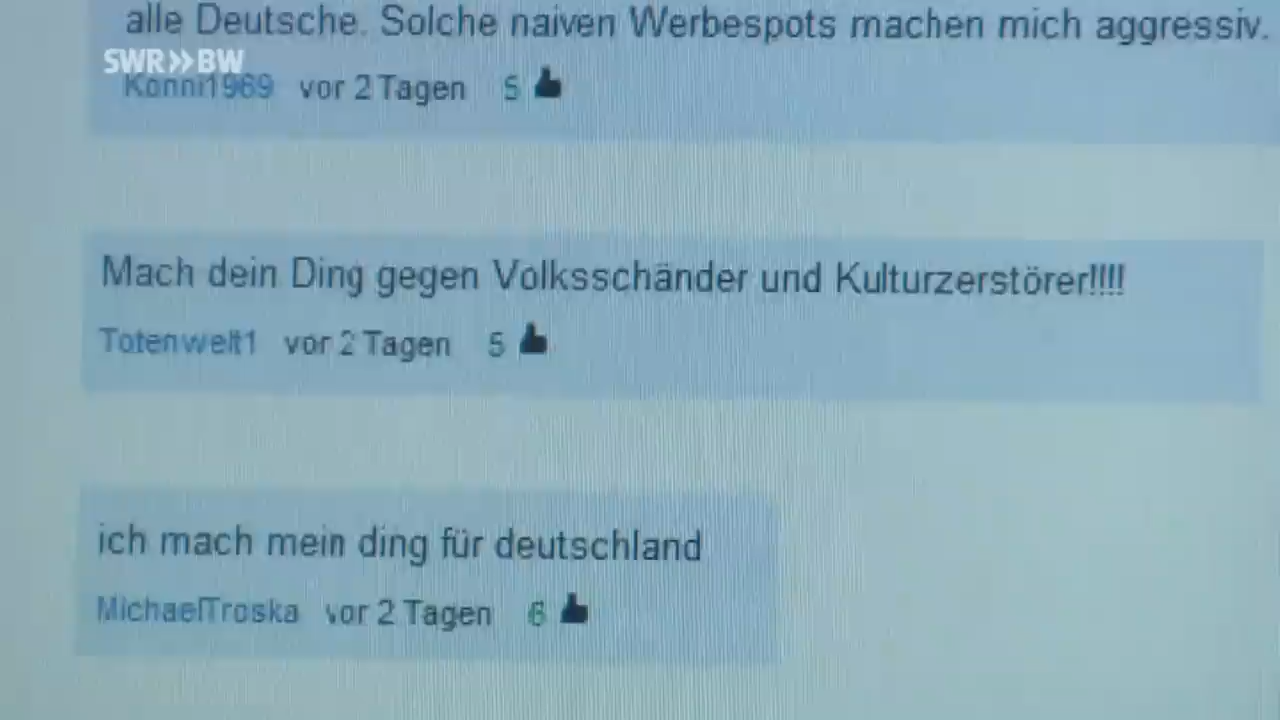 alle Deutsche. Solche naiven Werbespots machen mich aggressiv.
SWR»BW
Konni1969 vor 2 Tagen 5
Mach dein Ding gegen Volksschänder und Kulturzerstörer!!!!
Totenwelt1 vor 2 Tagen 5
ich mach mein ding für deutschland
MichaelTroska vor 2 Tagen 6